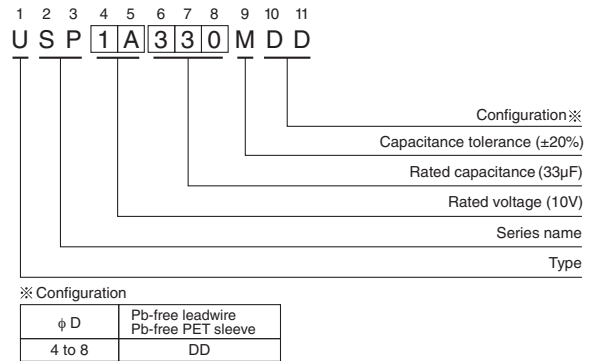 1 2 3 4 5 6 7 8 9 10 11
U S P 1 A 3 3 0 M D D
Configuration※
Capacitance tolerance (±20%)
Rated capacitance (33µF)
Rated voltage (10V)
Series name
Type
※ Configuration
ϕ D
Pb-free leadwire
Pb-free PET sleeve
4 to 8
DD